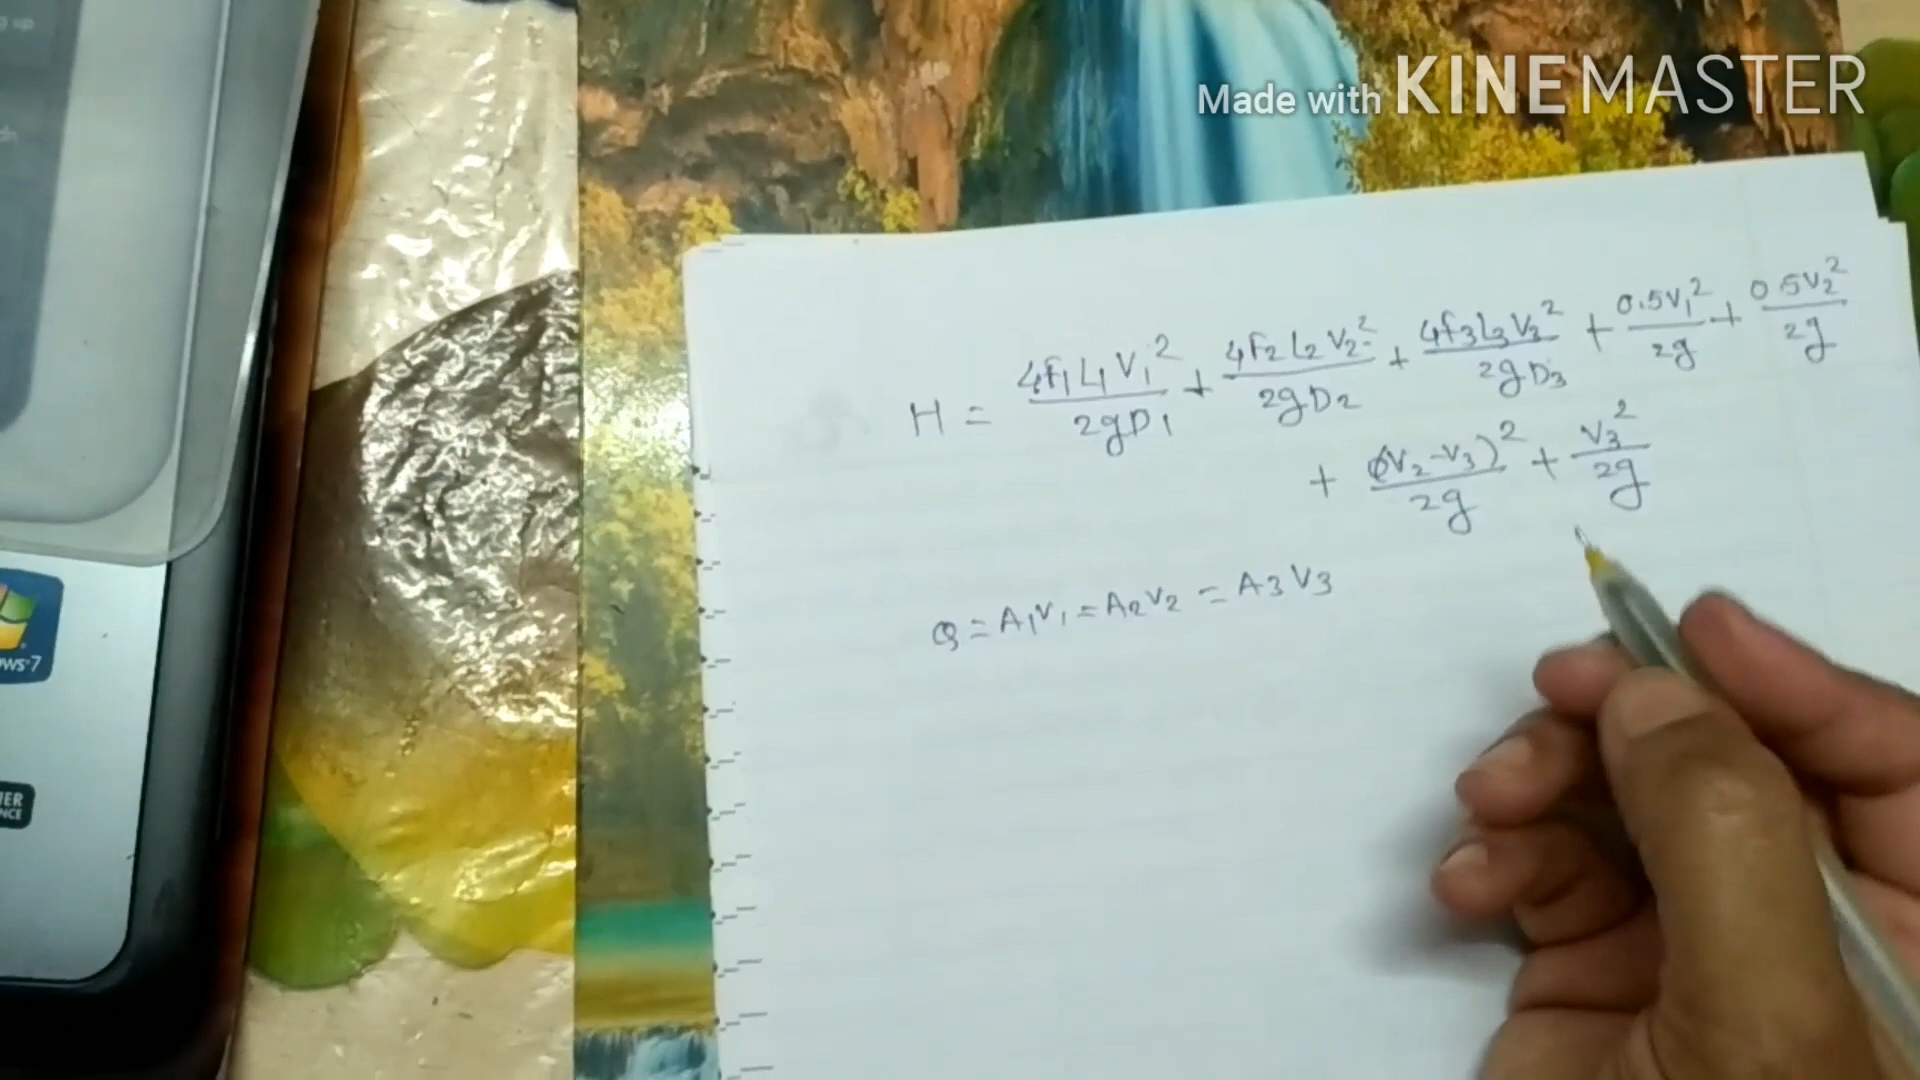 Made with KINEMASTER
H = 4f₁L₁V₁²/2gD₁ + 4f₂L₂V₂²/2gD₂ + 4f₃L₃V₃²/2gD₃ + 0.5V₁²/2g + 0.5V₂²/2g
+ (V₂-V₃)²/2g + V₃²/2g
Q = A₁V₁ = A₂V₂ = A₃V₃